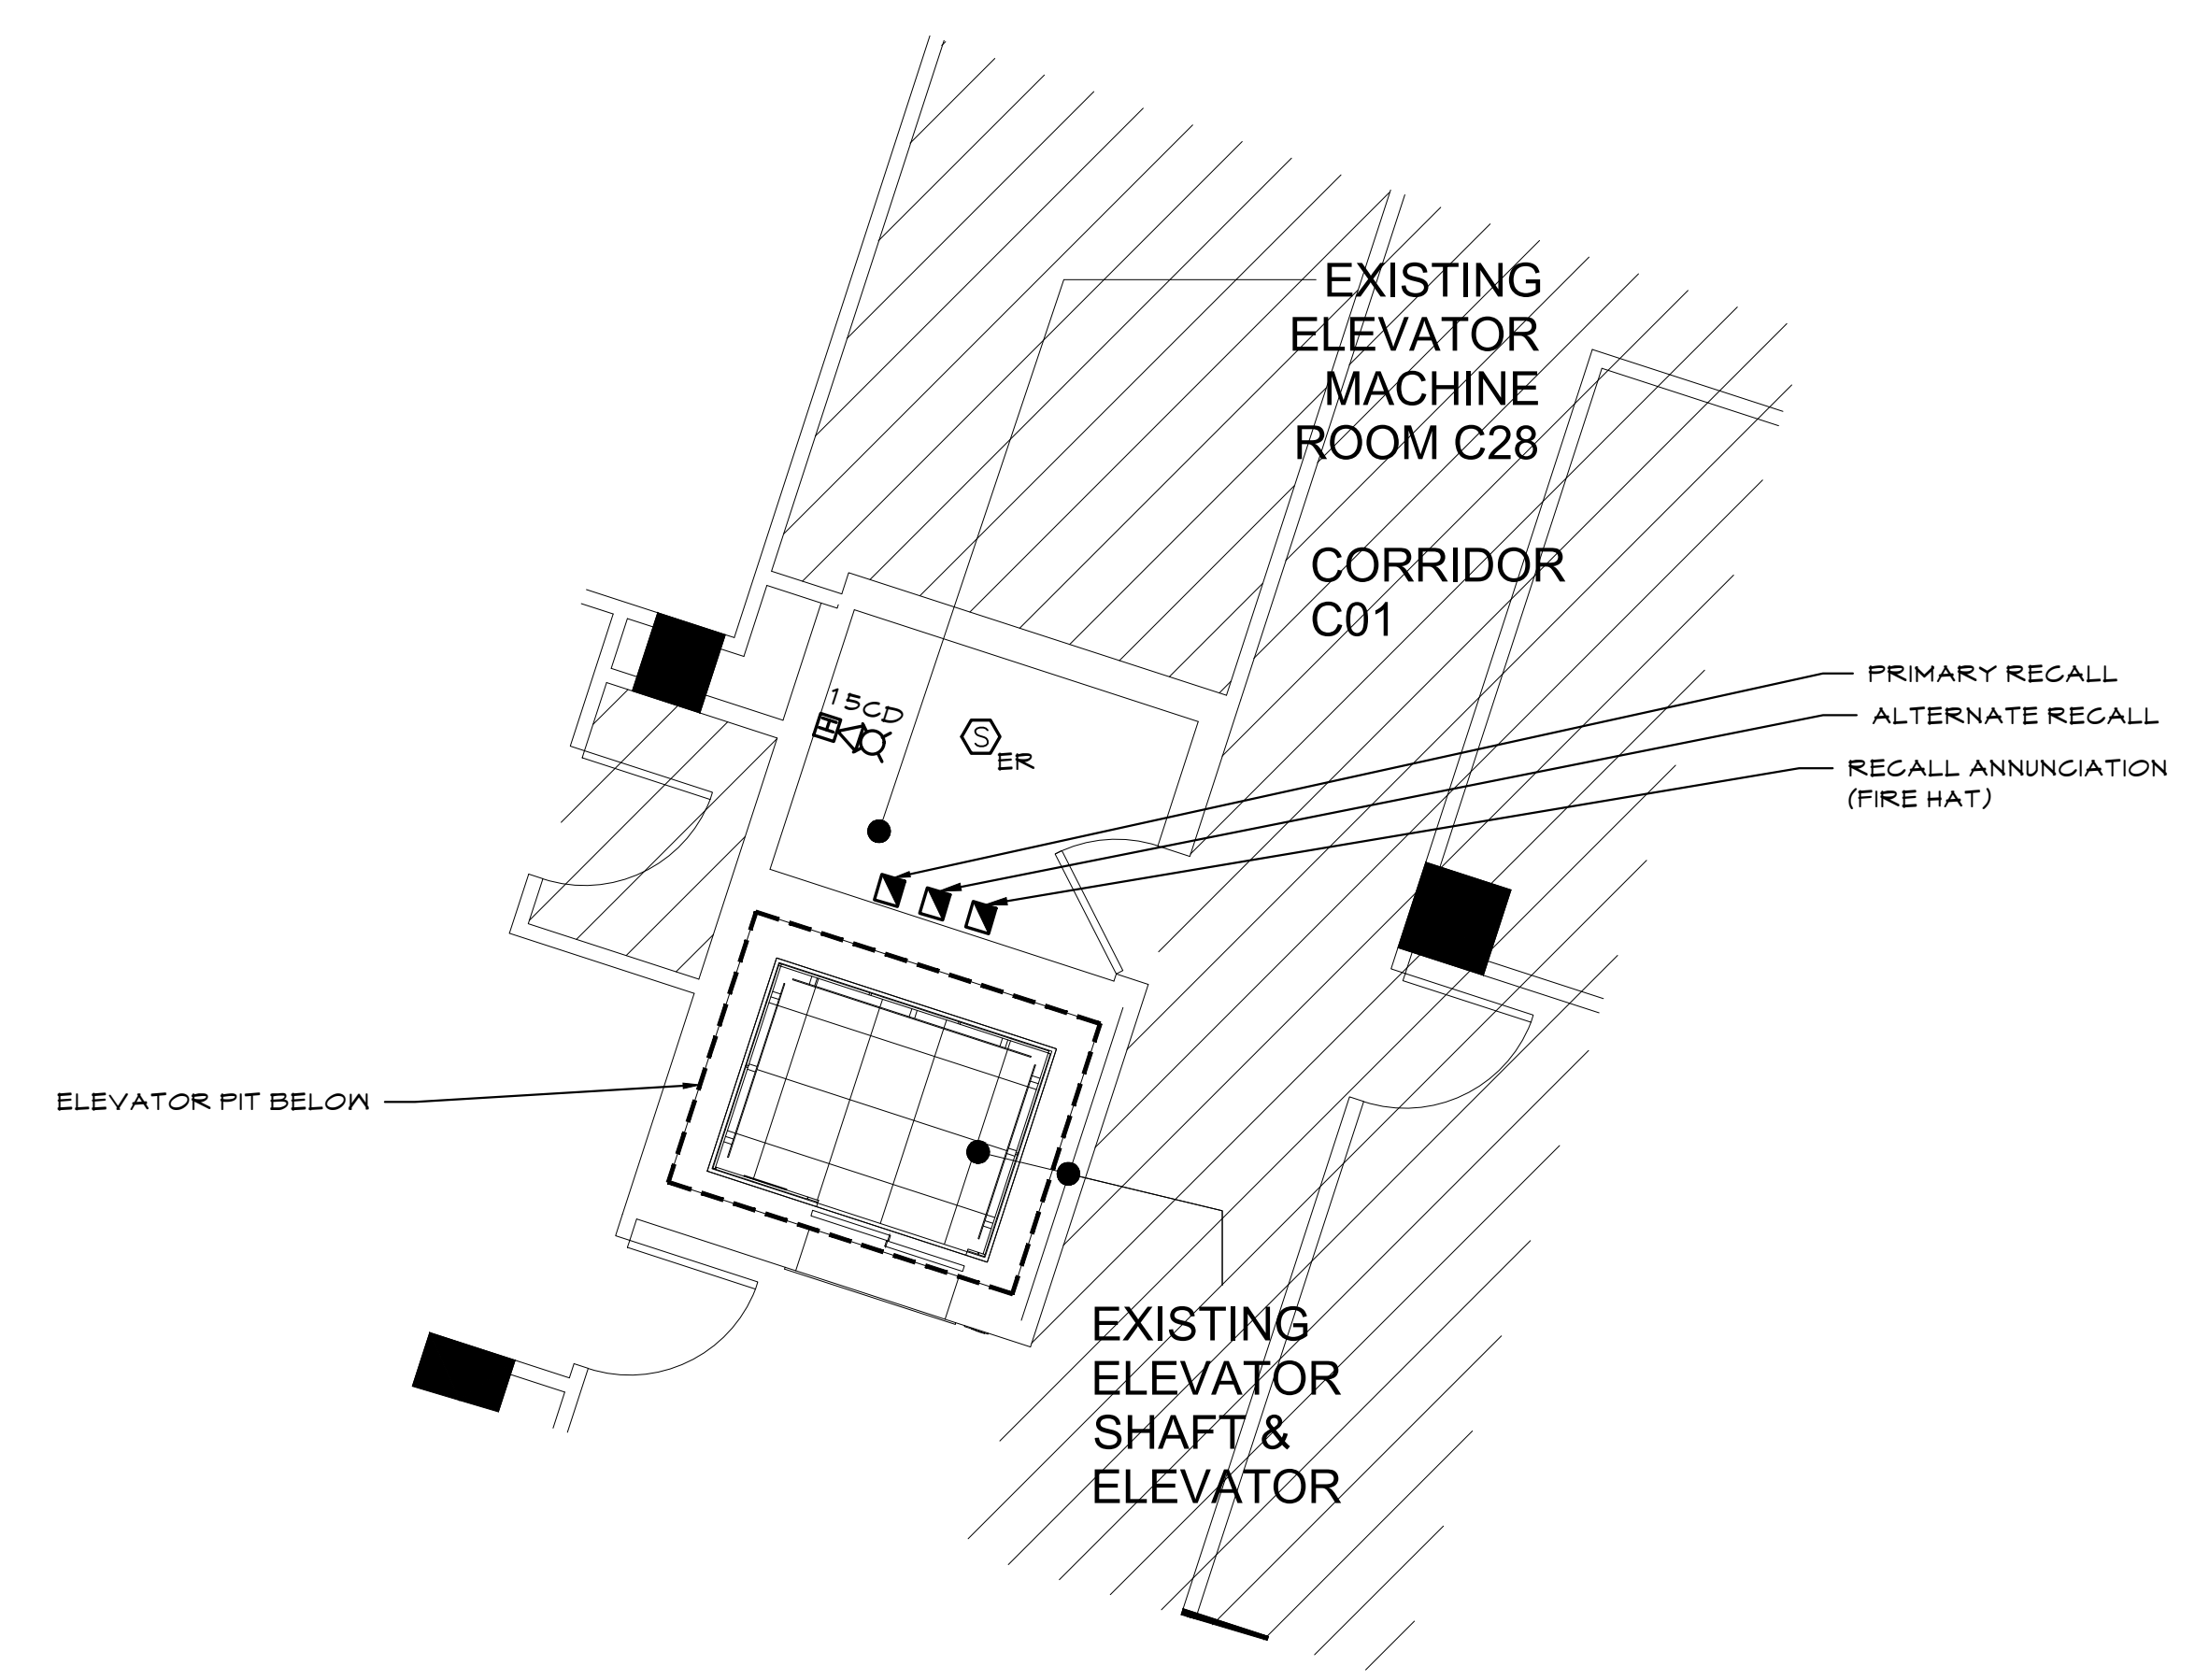 EXISTING
ELEVATOR
MACHINE
ROOM C28
CORRIDOR
C01
PRIMARY RECALL
ALTERNATE RECALL
RECALL ANNUNCIATION
(FIRE HAT)
15CD
H
S
ER
ELEVATOR PIT BELOW
EXISTING
ELEVATOR
SHAFT &
ELEVATOR